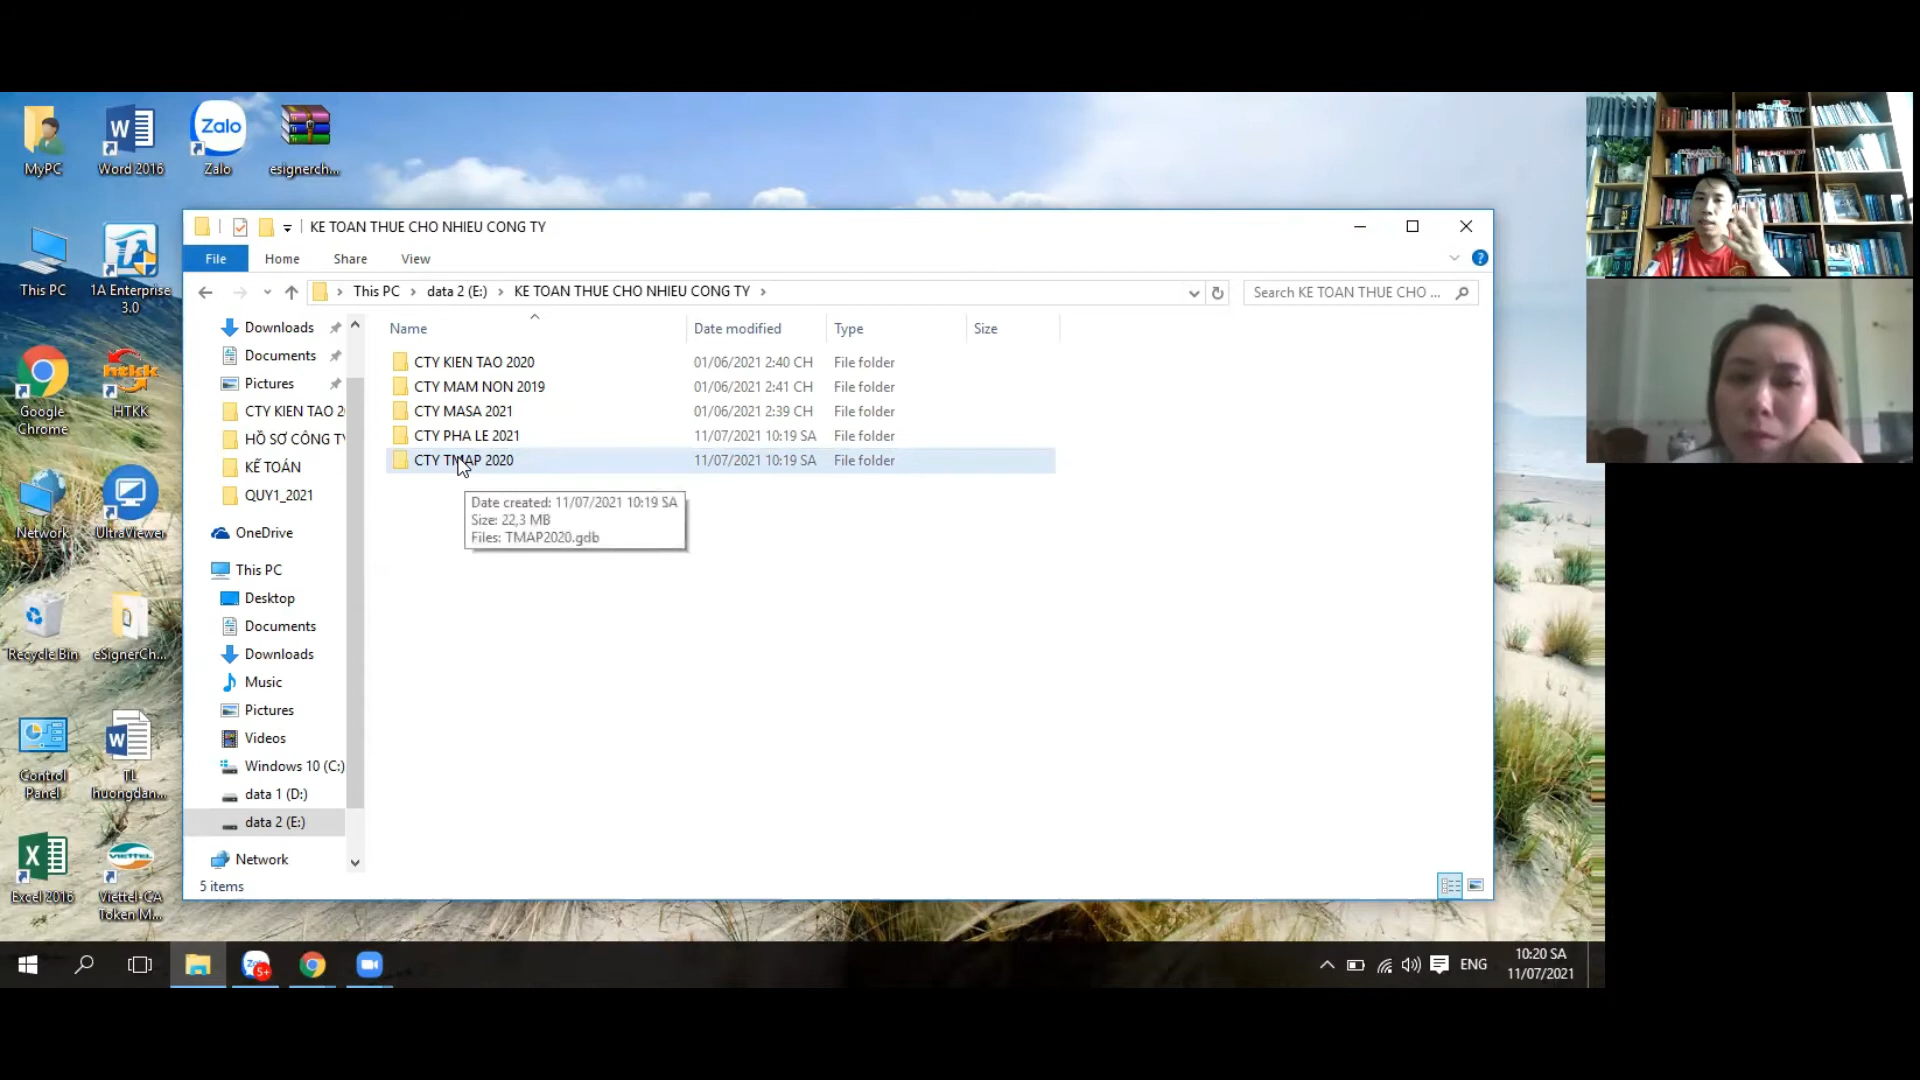 MyPC
Word 2016
Zalo
Zalo
esignerch...
This PC
1A Enterprise
3.0
Google
Chrome
htkk
HTKK
Network
UltraViewer
Recycle Bin
eSignerCh...
Control
Panel
TL
huongdan...
Excel 2016
VIETTEL
Viettel-CA
Token M...
KE TOAN THUE CHO NHIEU CONG TY
File
Home
Share
View
This PC
data 2 (E:)
KE TOAN THUE CHO NHIEU CONG TY
Search KE TOAN THUE CHO ...
Downloads
Documents
Pictures
CTY KIEN TAO 20
HỒ SƠ CÔNG TY
KẾ TOÁN
QUY1_2021
OneDrive
This PC
Desktop
Documents
Downloads
Music
Pictures
Videos
Windows 10 (C:)
data 1 (D:)
data 2 (E:)
Network
Name
Date modified
Type
Size
CTY KIEN TAO 2020 01/06/2021 2:40 CH File folder
CTY MAM NON 2019 01/06/2021 2:41 CH File folder
CTY MASA 2021 01/06/2021 2:39 CH File folder
CTY PHA LE 2021 11/07/2021 10:19 SA File folder
CTY TMAP 2020 11/07/2021 10:19 SA File folder
Date created: 11/07/2021 10:19 SA
Size: 22,3 MB
Files: TMAP2020.gdb
5 items
5+
ENG
10:20 SA
11/07/2021